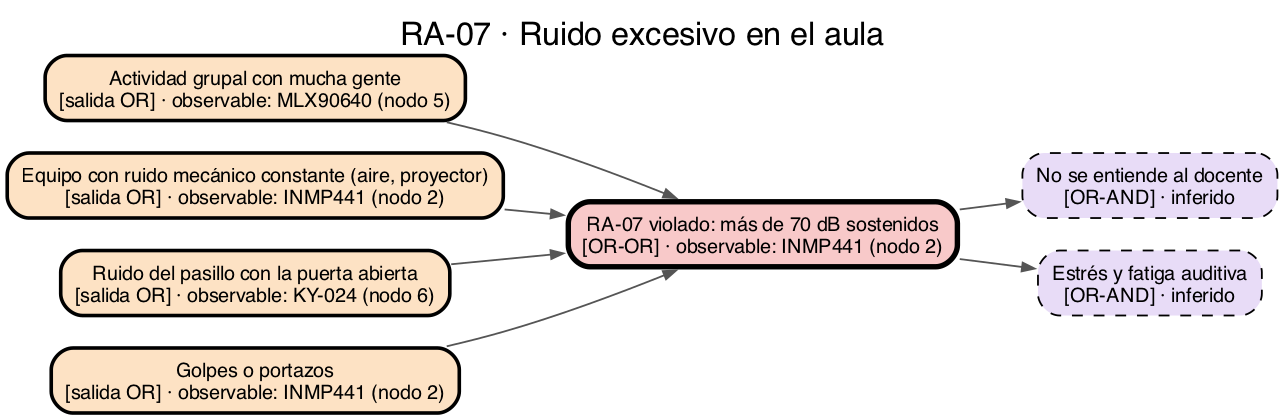 RA-07 · Ruido excesivo en el aula
Actividad grupal con mucha gente
[salida OR] · observable: MLX90640 (nodo 5)
Equipo con ruido mecánico constante (aire, proyector)
[salida OR] · observable: INMP441 (nodo 2)
Ruido del pasillo con la puerta abierta
[salida OR] · observable: KY-024 (nodo 6)
Golpes o portazos
[salida OR] · observable: INMP441 (nodo 2)
RA-07 violado: más de 70 dB sostenidos
[OR-OR] · observable: INMP441 (nodo 2)
No se entiende al docente
[OR-AND] · inferido
Estrés y fatiga auditiva
[OR-AND] · inferido